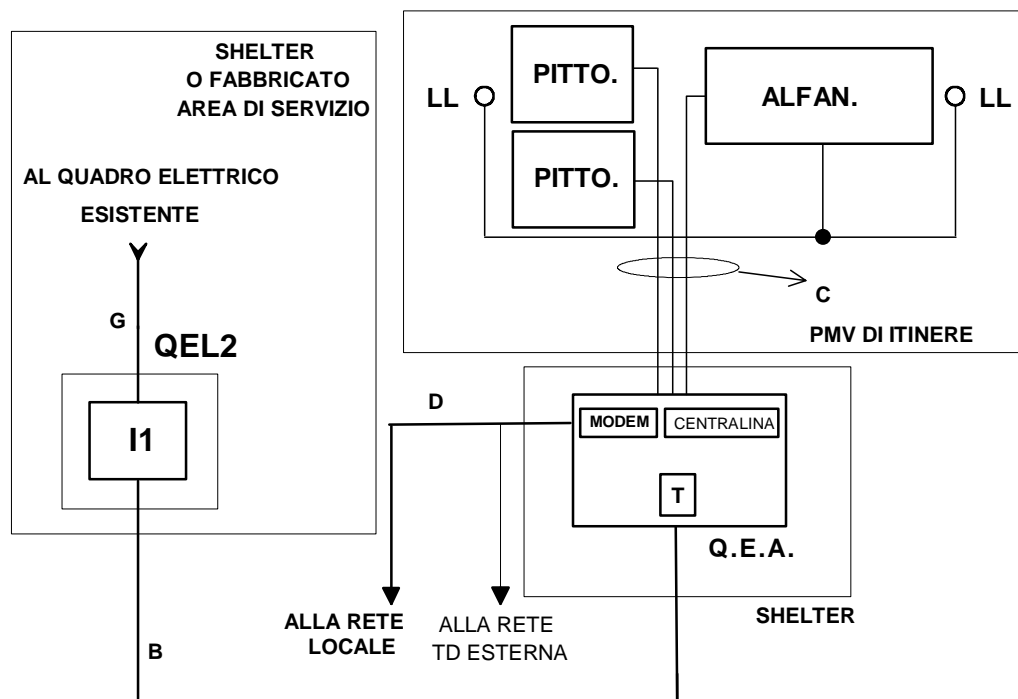 SHELTER
O FABBRICATO
AREA DI SERVIZIO
AL QUADRO ELETTRICO
ESISTENTE
G
QEL2
I1
B
PITTO.
PITTO.
LL
ALFAN.
LL
C
PMV DI ITINERE
D
MODEM
CENTRALINA
T
Q.E.A.
SHELTER
ALLA RETE
LOCALE
ALLA RETE
TD ESTERNA